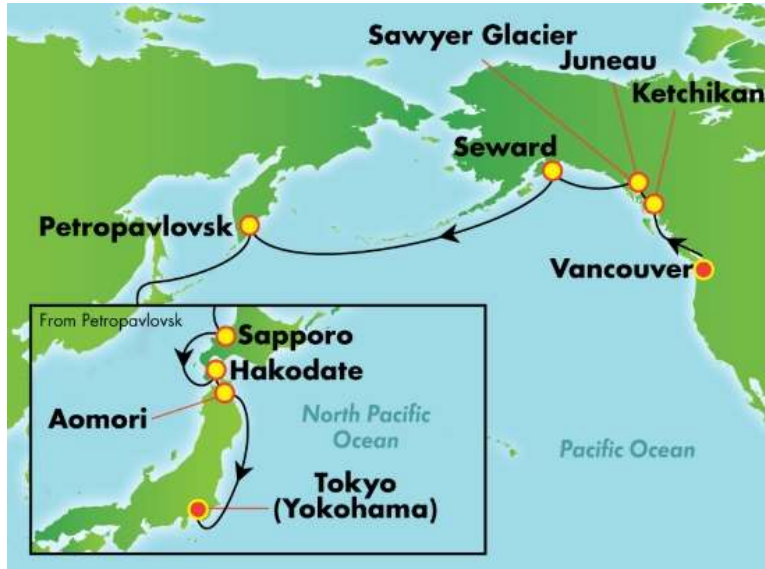 Sawyer Glacier
Juneau
Ketchikan
Seward
Petropavlovsk
Vancouver
From Petropavlovsk
Sapporo
Hakodate
Aomori
North Pacific
Ocean
Pacific Ocean
Tokyo
(Yokohama)